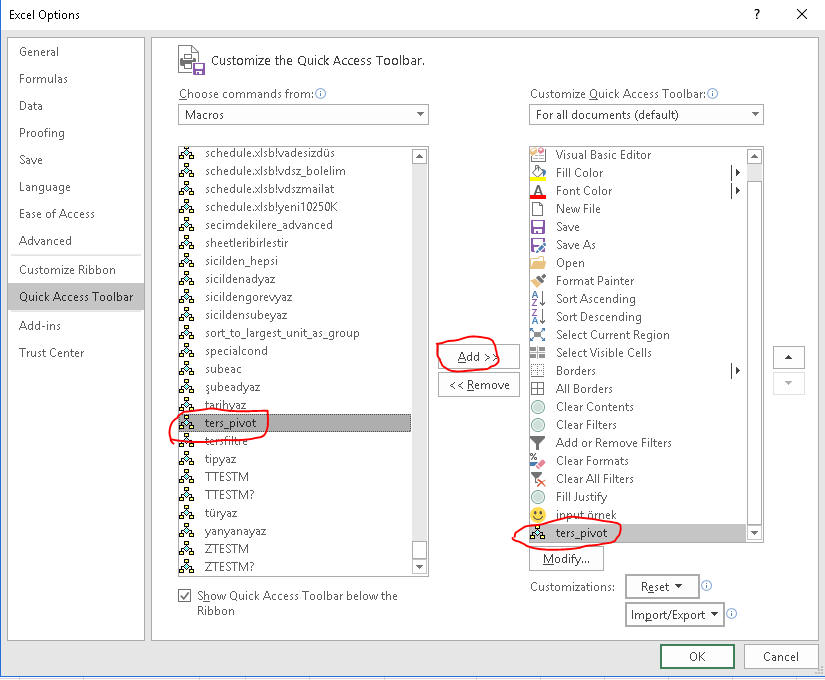 Excel Options
?
General
Formulas
Data
Proofing
Save
Language
Ease of Access
Advanced
Customize Ribbon
Quick Access Toolbar
Add-ins
Trust Center
Customize the Quick Access Toolbar.
Choose commands from:
Macros
schedule.xlsb!vadesizdüs
schedule.xlsb!vdsz_bolelim
schedule.xlsb!vdszmailat
schedule.xlsb!yeni10250K
secimdekilere_advanced
sheetleribirlestir
sicilden_hepsi
sicildenadyaz
sicildengorevyaz
sicildensubeyaz
sort_to_largest_unit_as_group
specialcond
subeac
şubeadyaz
tarihyaz
ters_pivot
tersfiltre
tipyaz
TTESTM
TTESTM?
türyaz
yanyanayaz
ZTESTM
ZTESTM?
Show Quick Access Toolbar below the
Ribbon
Add >>
<< Remove
Customize Quick Access Toolbar:
For all documents (default)
Visual Basic Editor
Fill Color
Font Color
New File
Save
Save As
Open
Format Painter
Sort Ascending
Sort Descending
Select Current Region
Select Visible Cells
Borders
All Borders
Clear Contents
Clear Filters
Add or Remove Filters
Clear Formats
Clear All Filters
Fill Justify
input örnek
ters_pivot
Modify...
Customizations:
Reset
Import/Export
OK
Cancel